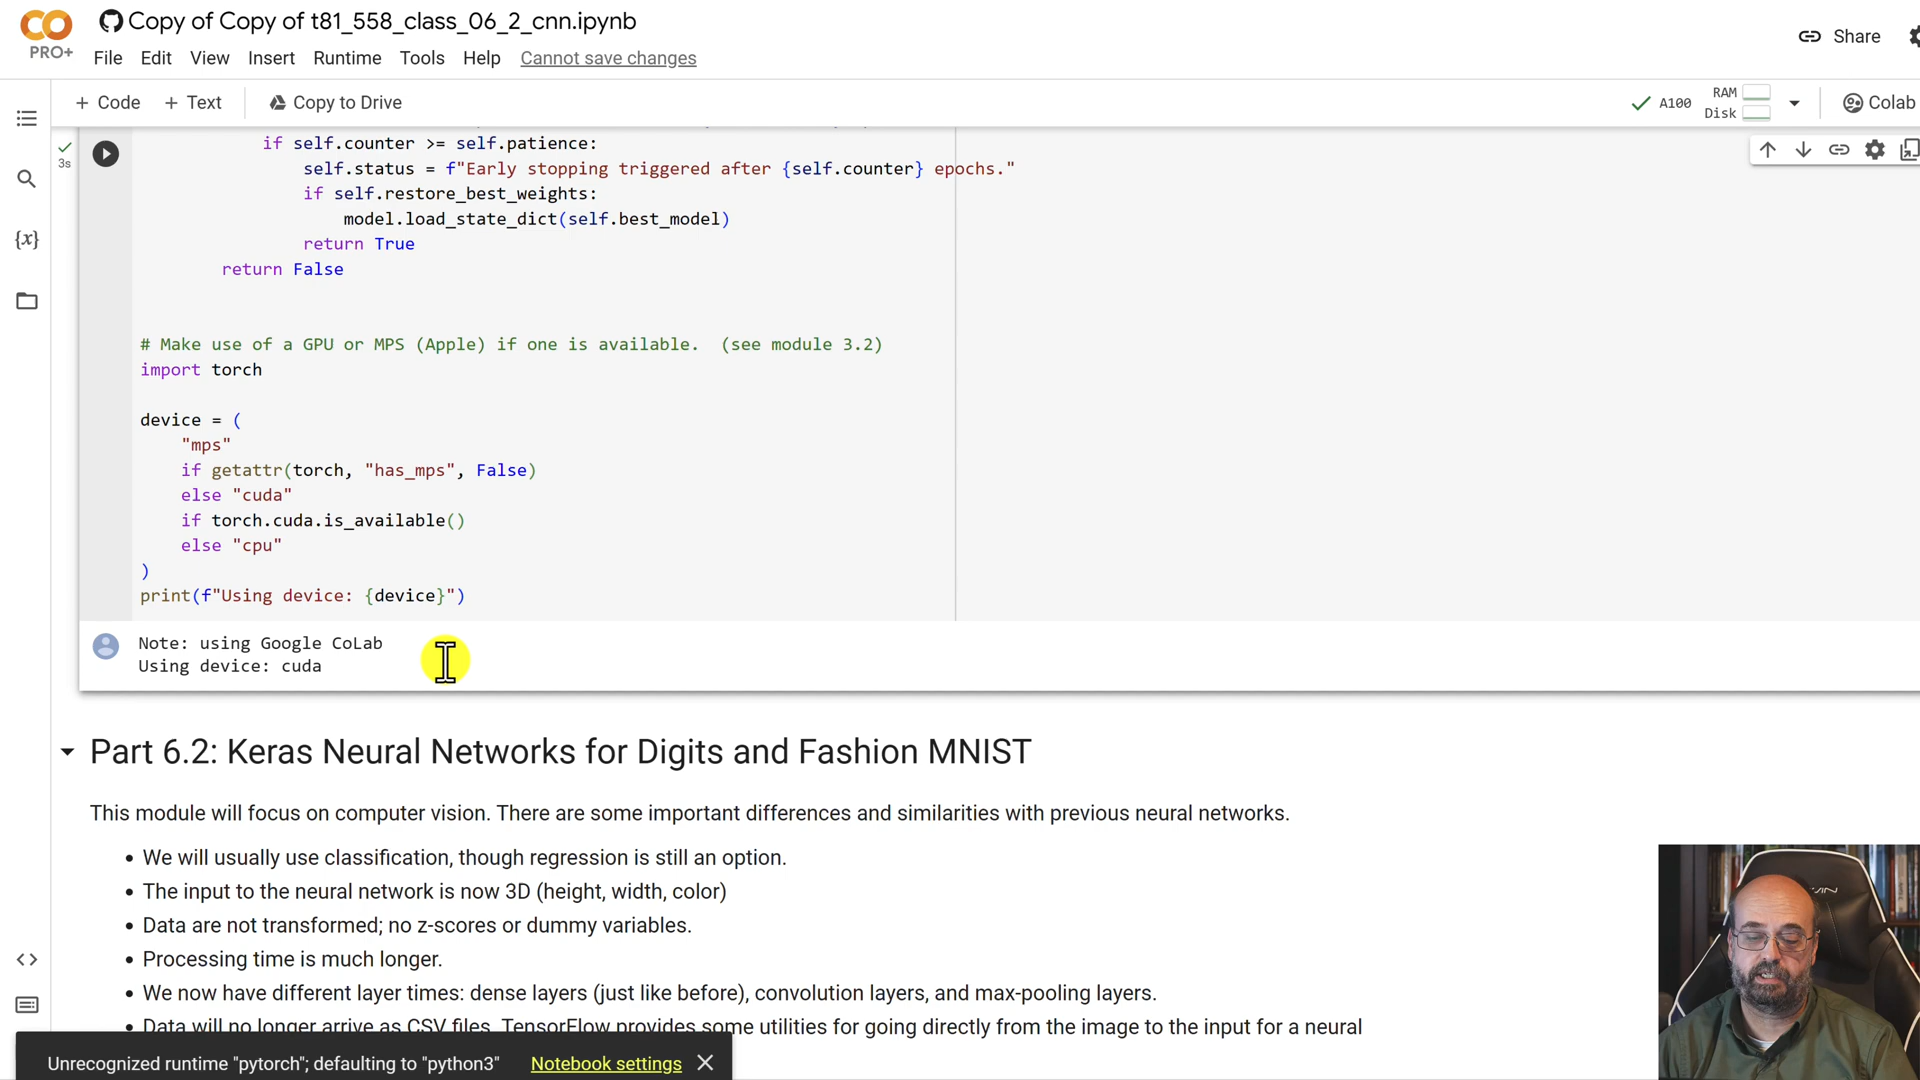 Copy of Copy of t81_558_class_06_2_cnn.ipynb
PRO+
File Edit View Insert Runtime Tools Help Cannot save changes
Share
+ Code + Text Copy to Drive
A100
RAM
Disk
Colab
3s
if self.counter >= self.patience:
self.status = f"Early stopping triggered after {self.counter} epochs."
if self.restore_best_weights:
model.load_state_dict(self.best_model)
return True
return False
# Make use of a GPU or MPS (Apple) if one is available.  (see module 3.2)
import torch
device = (
"mps"
if getattr(torch, "has_mps", False)
else "cuda"
if torch.cuda.is_available()
else "cpu"
)
print(f"Using device: {device}")
Note: using Google CoLab
Using device: cuda
Part 6.2: Keras Neural Networks for Digits and Fashion MNIST
This module will focus on computer vision. There are some important differences and similarities with previous neural networks.
• We will usually use classification, though regression is still an option.
• The input to the neural network is now 3D (height, width, color)
• Data are not transformed; no z-scores or dummy variables.
• Processing time is much longer.
• We now have different layer times: dense layers (just like before), convolution layers, and max-pooling layers.
• Data will no longer arrive as CSV files. TensorFlow provides some utilities for going directly from the image to the input for a neural
Unrecognized runtime "pytorch"; defaulting to "python3" Notebook settings